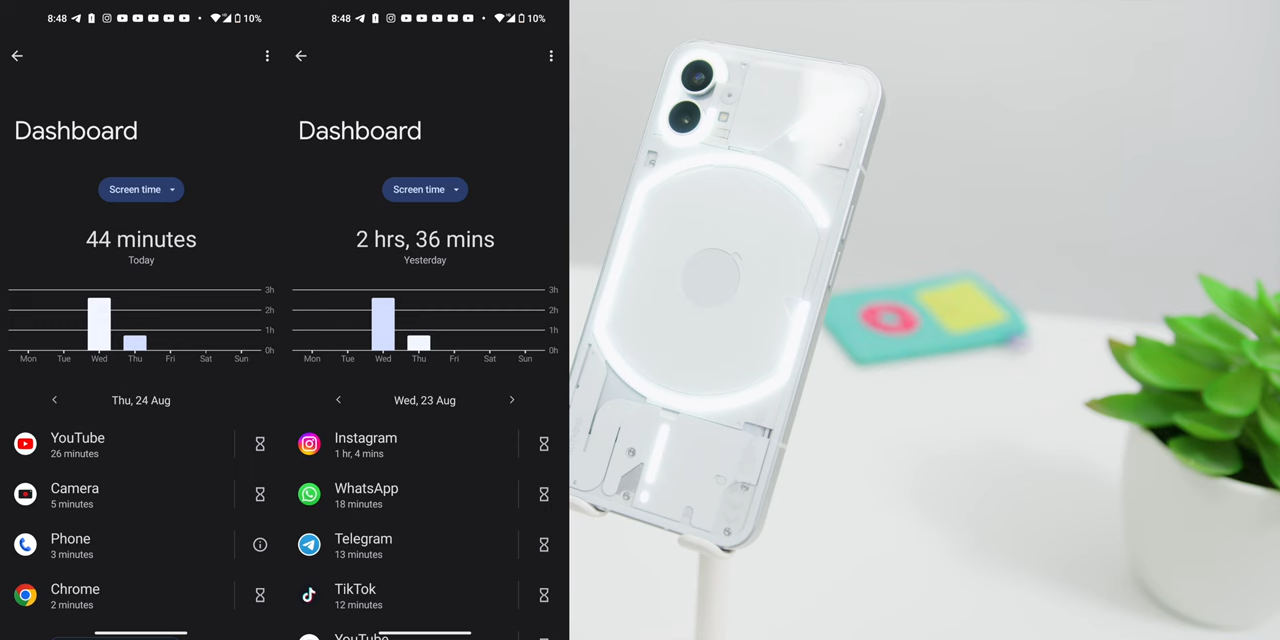 8:48 10%
Dashboard
Screen time
44 minutes
Today
3h
2h
1h
0h
Mon Tue Wed Thu Fri Sat Sun
Thu, 24 Aug
YouTube
26 minutes
Camera
5 minutes
Phone
3 minutes
Chrome
2 minutes
8:48 10%
Dashboard
Screen time
2 hrs, 36 mins
Yesterday
3h
2h
1h
0h
Mon Tue Wed Thu Fri Sat Sun
Wed, 23 Aug
Instagram
1 hr, 4 mins
WhatsApp
18 minutes
Telegram
13 minutes
TikTok
12 minutes
YouTube